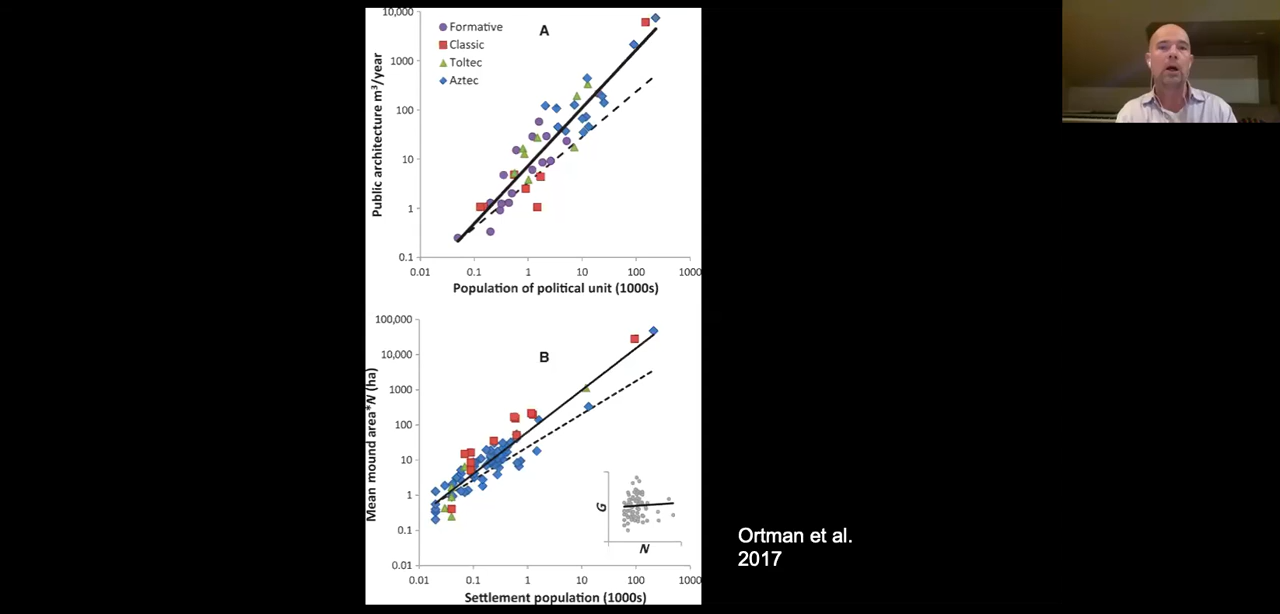 10,000
1000
100
10
1
0.1
Public architecture m³/year
Formative
Classic
Toltec
Aztec
A
0.01 0.1 1 10 100 1000
Population of political unit (1000s)
100,000
10,000
1000
100
10
1
0.1
0.01
Mean mound area*N (ha)
B
G
N
0.01 0.1 1 10 100 1000
Settlement population (1000s)
Ortman et al.
2017